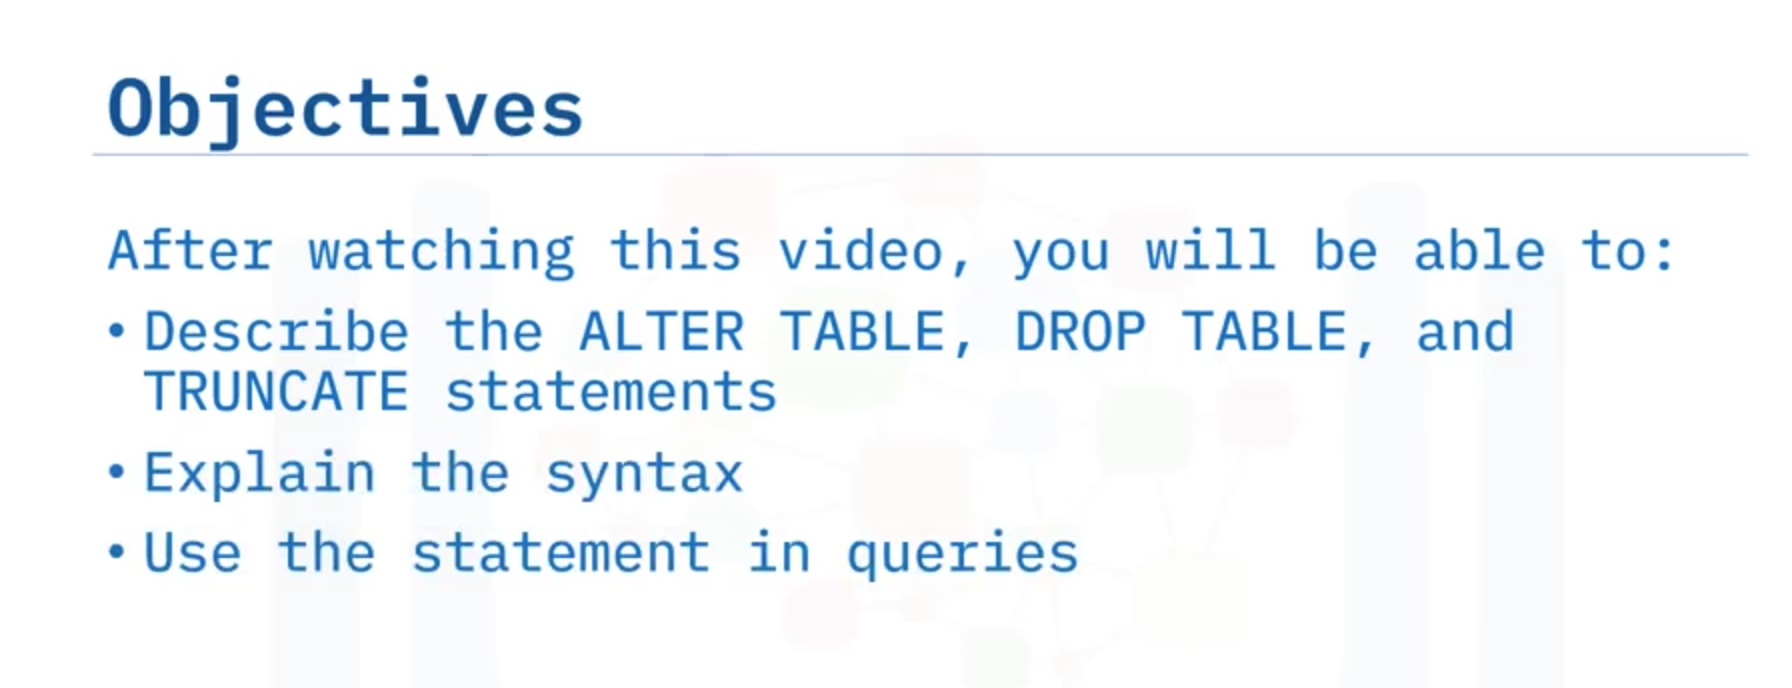 Objectives
After watching this video, you will be able to:
• Describe the ALTER TABLE, DROP TABLE, and
TRUNCATE statements
• Explain the syntax
• Use the statement in queries